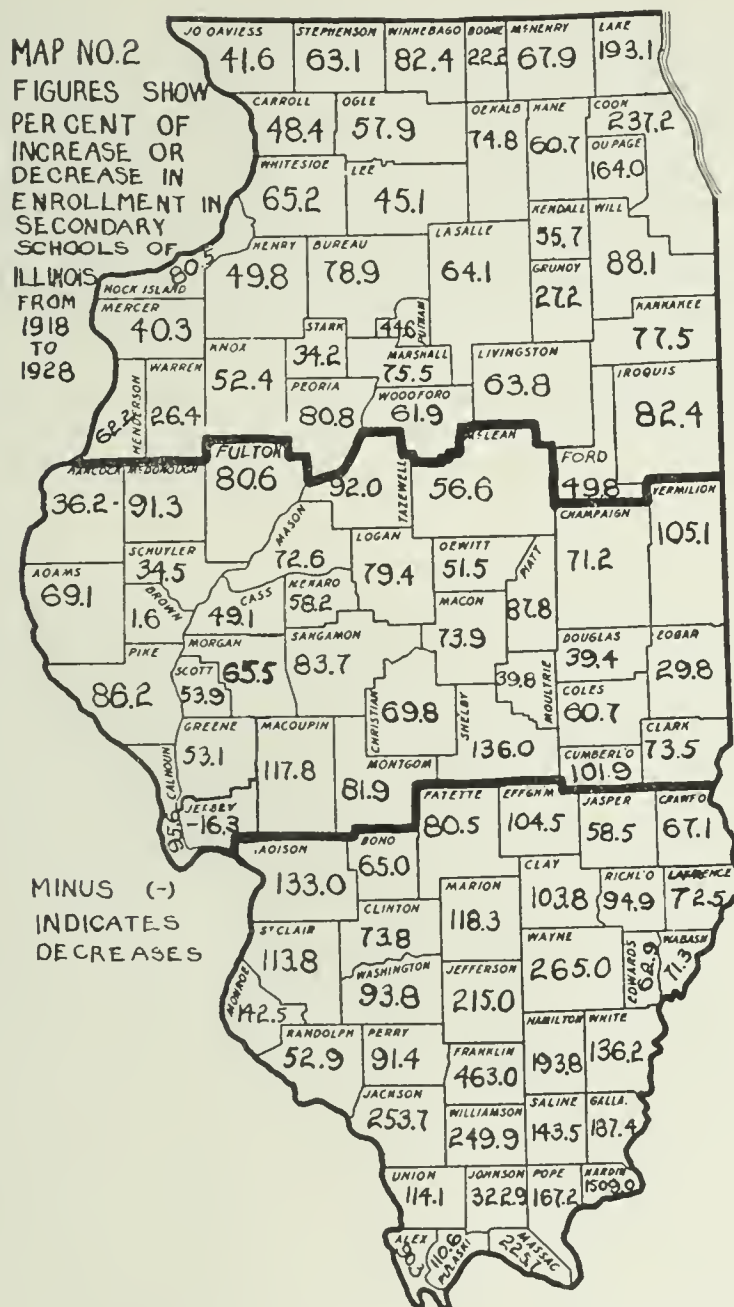 MAP NO.2
FIGURES SHOW
PER CENT OF
INCREASE OR
DECREASE IN
ENROLLMENT IN
SECONDARY
SCHOOLS OF
ILLINOIS
FROM
1918
TO
1928
JO DAVIESS
41.6
STEPHENSON
63.1
WINNEBAGO
82.4
BOONE
22.2
McHENRY
67.9
LAKE
193.1
CARROLL
48.4
OGLE
57.9
DEKALB
74.8
KANE
60.7
COOK
237.2
DU PAGE
164.0
WHITESIDE
65.2
LEE
45.1
KENDALL
55.7
WILL
88.1
ROCK ISLAND
80.5
HENRY
49.8
BUREAU
78.9
LASALLE
64.1
GRUNDY
27.2
MERCER
40.3
STARK
34.2
PUTNAM
44.6
MARSHALL
75.5
KANKAKEE
77.5
KNOX
52.4
HENDERSON
62.2
WARREN
26.4
PEORIA
80.8
WOODFORD
61.9
LIVINGSTON
63.8
IROQUIS
82.4
FORD
49.8
HANCOCK
36.2-
McDONOUGH
91.3
FULTON
80.6
TAZEWELL
92.0
McLEAN
56.6
CHAMPAIGN
71.2
VERMILION
105.1
SCHUYLER
34.5
MASON
72.6
LOGAN
79.4
DEWITT
51.5
PIATT
87.8
ADAMS
69.1
BROWN
1.6
CASS
49.1
MENARD
58.2
MACON
73.9
PIKE
86.2
SCOTT
53.9
MORGAN
65.5
SANGAMON
83.7
DOUGLAS
39.4
EDGAR
29.8
CHRISTIAN
69.8
SHELBY
136.0
MOULTRIE
39.8
COLES
60.7
CLARK
73.5
CALHOUN
95.6
GREENE
53.1
MACOUPIN
117.8
MONTGOM
81.9
CUMBERL'D
101.9
JERSEY
-16.3
MINUS (-)
INDICATES
DECREASES
MADISON
133.0
BOND
65.0
FAYETTE
80.5
EFFGHM
104.5
JASPER
58.5
CRAWFD
67.1
CLINTON
73.8
MARION
118.3
CLAY
103.8
RICHL'D
94.9
LAWRENCE
72.5
ST CLAIR
113.8
WASHINGTON
93.8
JEFFERSON
215.0
WAYNE
265.0
EDWARDS
62.9
WABASH
71.3
MONROE
142.5
RANDOLPH
52.9
PERRY
91.4
FRANKLIN
463.0
HAMILTON
193.8
WHITE
136.2
JACKSON
253.7
WILLIAMSON
249.9
SALINE
143.5
GALLA.
187.4
UNION
114.1
JOHNSON
322.9
POPE
167.2
HARDIN
1509.0
ALEX
90.3
PULASKI
110.6
MASSAC
225.7